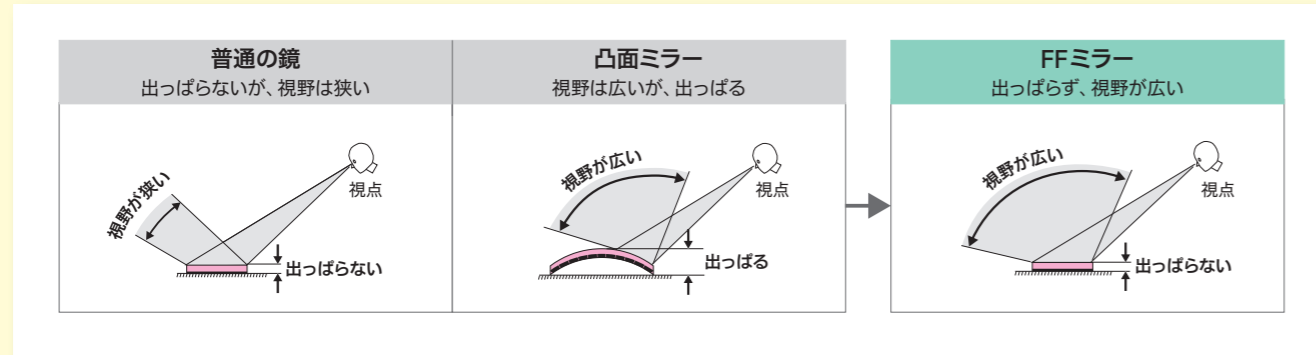 普通の鏡
出っぱらないが、視野は狭い
視野が狭い
視点
出っぱらない
凸面ミラー
視野は広いが、出っぱる
視野が広い
視点
出っぱる
FFミラー
出っぱらず、視野が広い
視野が広い
視点
出っぱらない